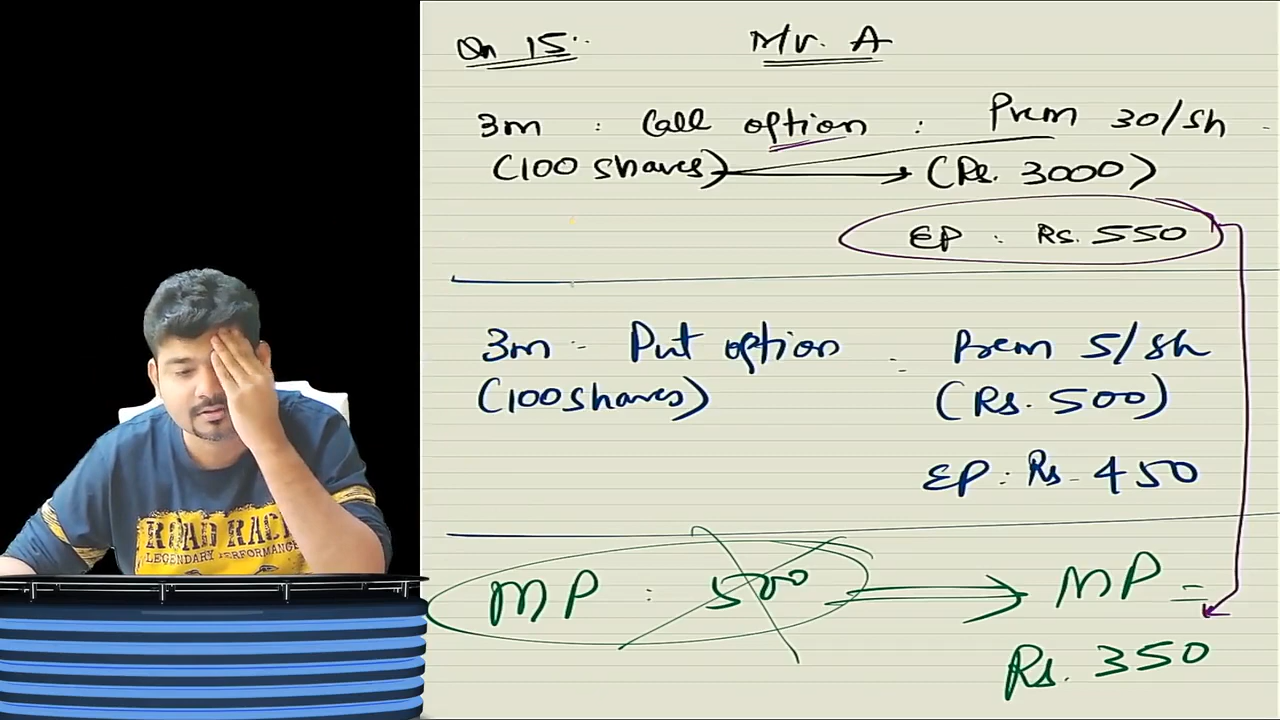 On 15:. Mr. A
3m : Call option : Prem 30/sh
(100 shares) (Rs. 3000)
EP : Rs. 550
3m - Put option - Prem 5/sh
(100 shares) (Rs. 500)
EP : Rs - 450
MP : 500 MP =
Rs. 350
ROAD RACE
LEGENDARY PERFORMANCE